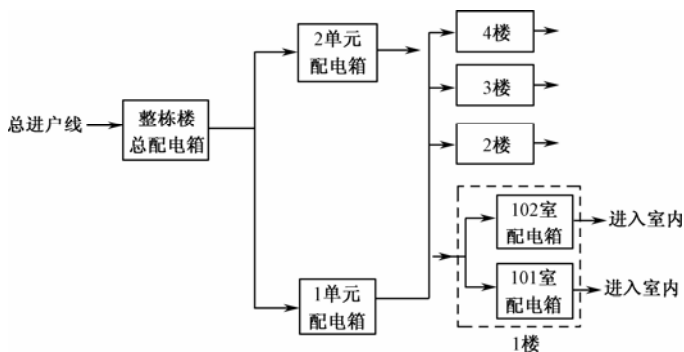 4楼
2单元
配电箱
3楼
总进户线
整栋楼
总配电箱
2楼
102室
配电箱
进入室内
101室
配电箱
进入室内
1单元
配电箱
1楼